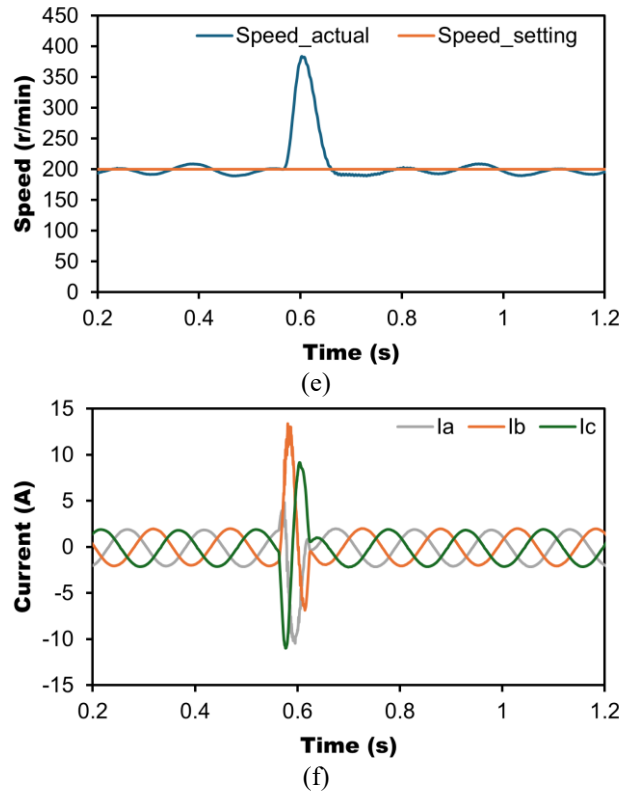 450
400
350
300
250
200
150
100
50
0
Speed (r/min)
Speed_actual Speed_setting
0.2 0.4 0.6 0.8 1 1.2
Time (s)
(e)
15
10
5
0
-5
-10
-15
Current (A)
Ia Ib Ic
0.2 0.4 0.6 0.8 1 1.2
Time (s)
(f)